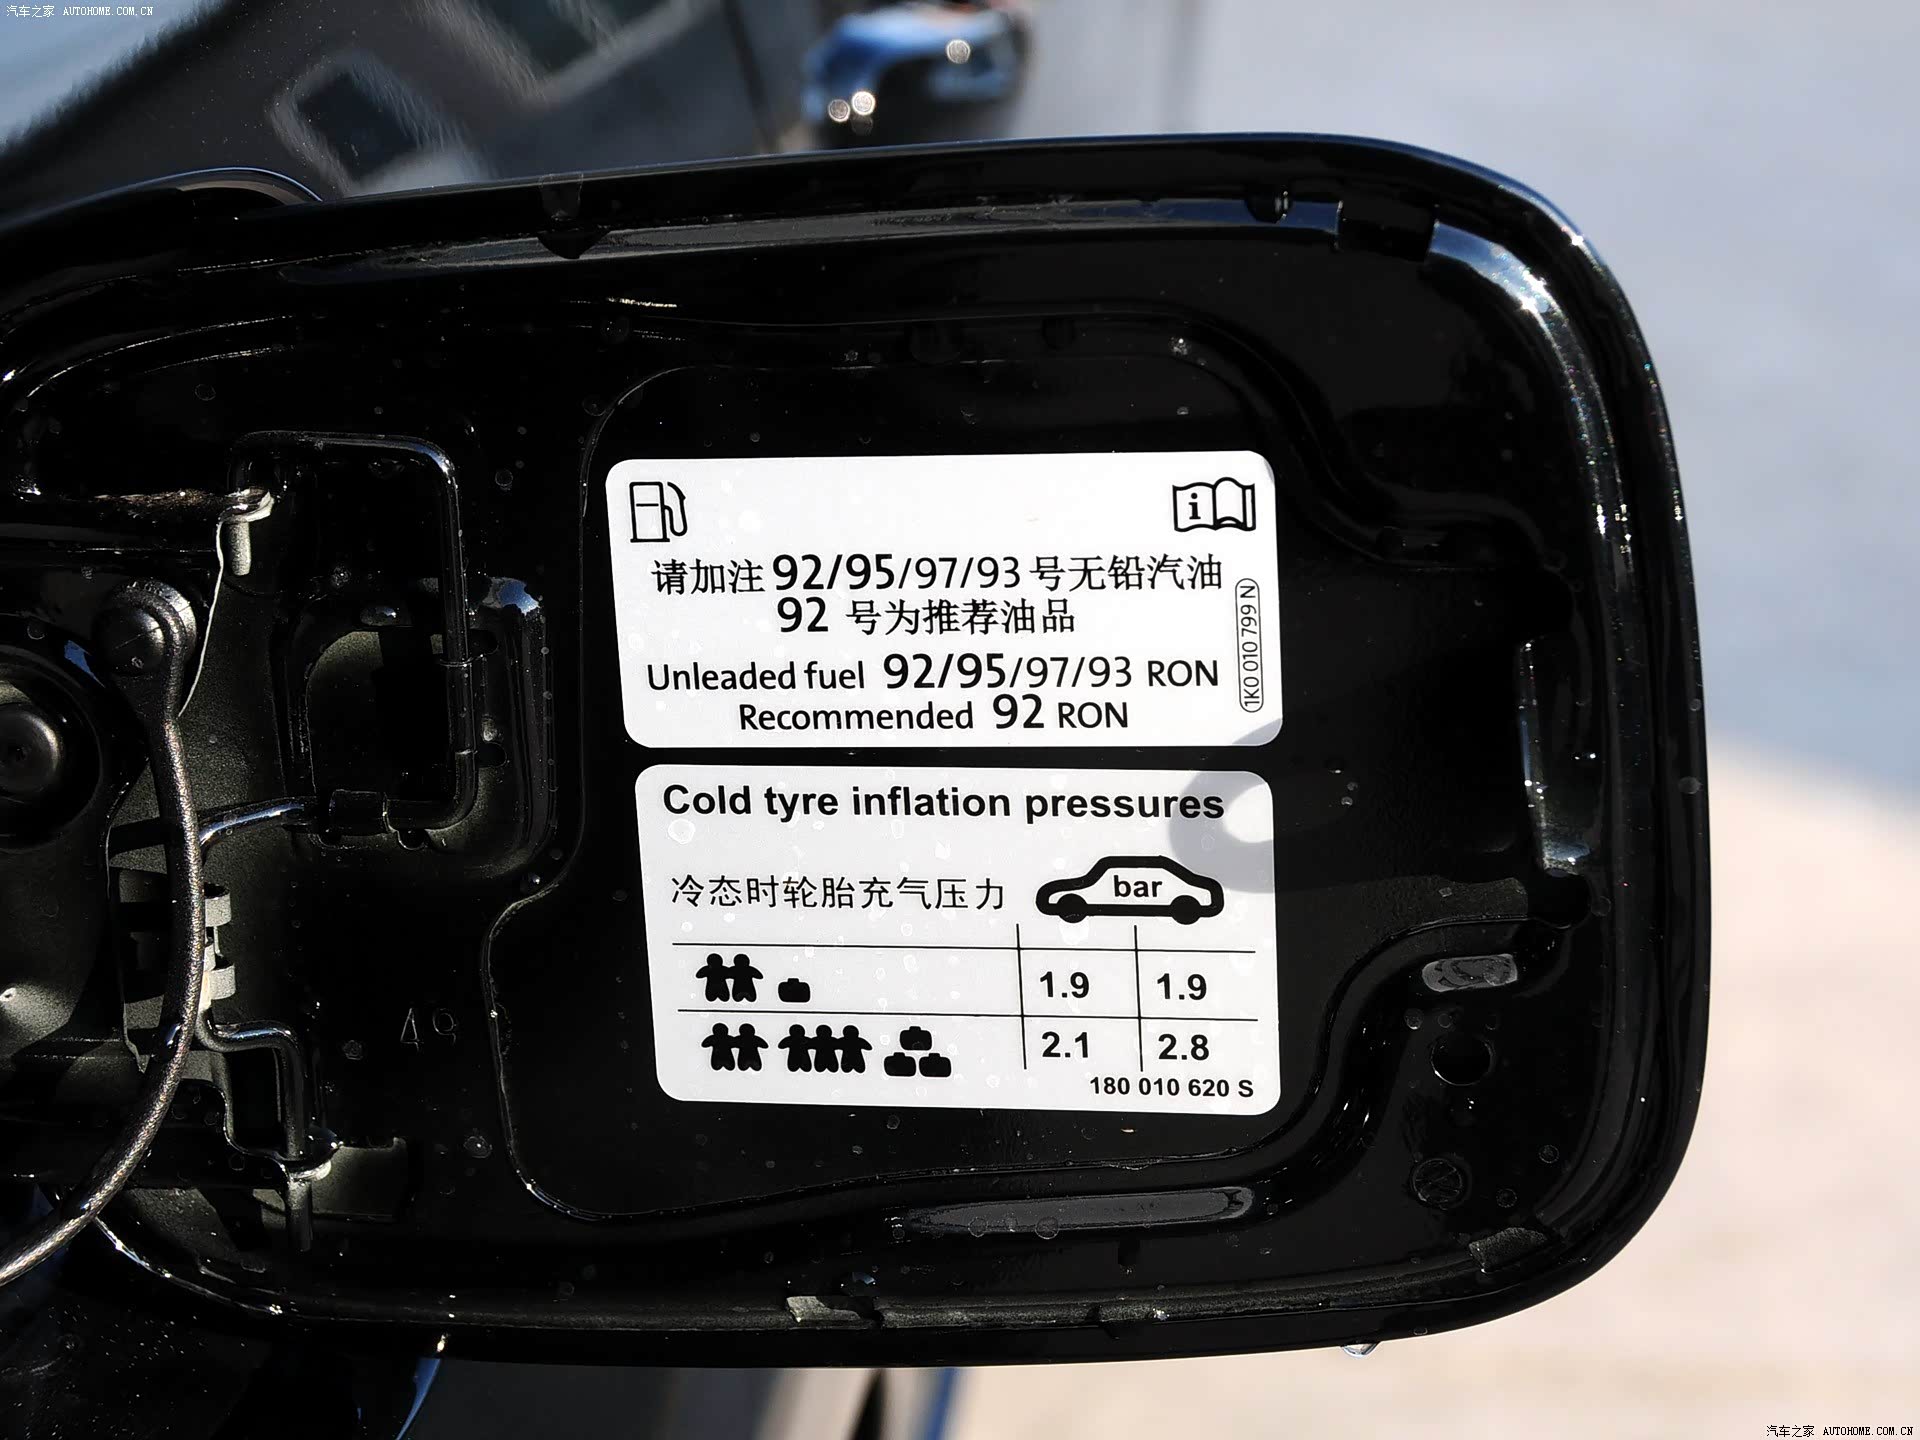 汽车之家 AUTOHOME.COM.CN
i
请加注 92/95/97/93 号无铅汽油
92 号为推荐油品
Unleaded fuel 92/95/97/93 RON
Recommended 92 RON
1K0 010 799 N
Cold tyre inflation pressures
冷态时轮胎充气压力 bar
1.9 1.9
2.1 2.8
180 010 620 S
49
汽车之家 AUTOHOME.COM.CN